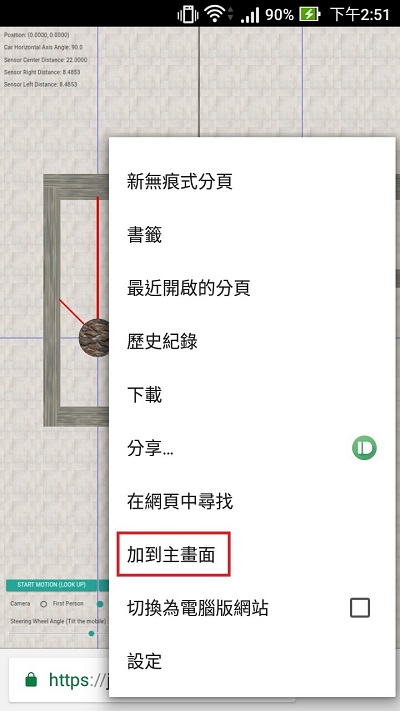 90% 下午2:51
Position: (0.0000, 0.0000)
Car Horizontal Axis Angle: 90.0
Sensor Center Distance: 22.0000
Sensor Right Distance: 8.4853
Sensor Left Distance: 8.4853
新無痕式分頁
書籤
最近開啟的分頁
歷史紀錄
下載
分享...
在網頁中尋找
加到主畫面
切換為電腦版網站
設定
START MOTION (LOOK UP)
Camera First Person
Steering Wheel Angle (Tilt the mobile)
https://j